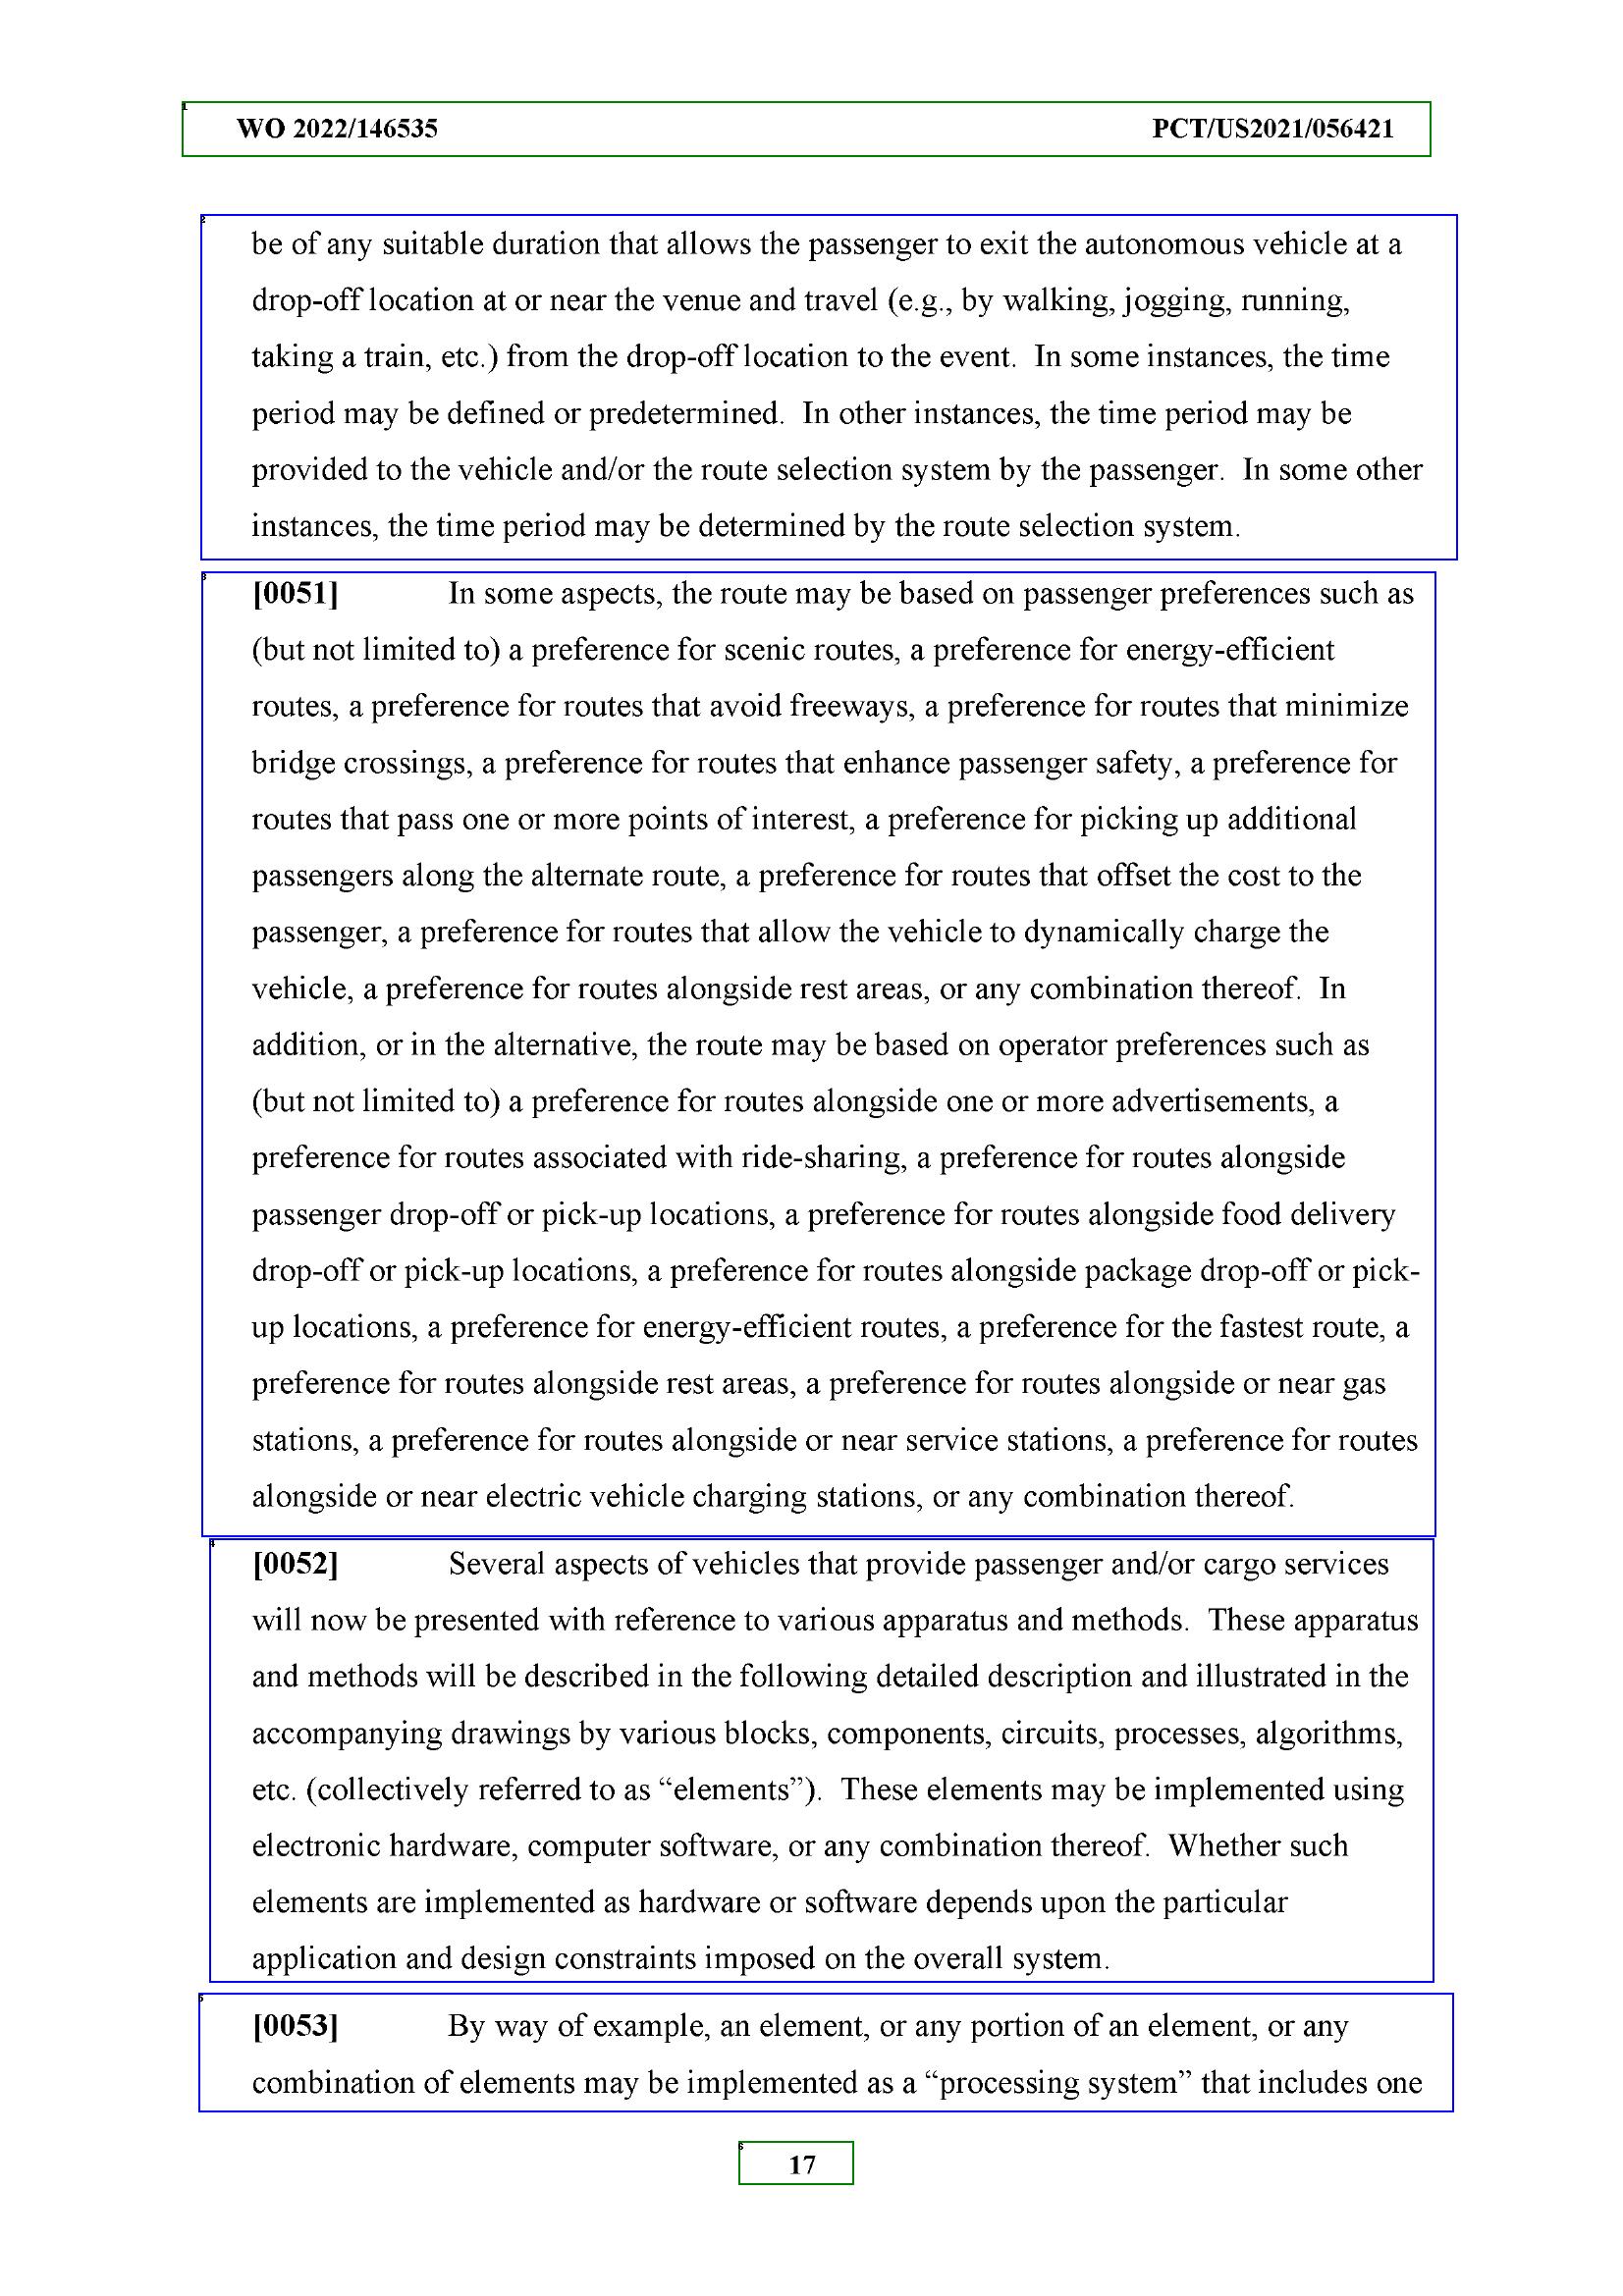 WO 2022/146535 PCT/US2021/056421
be of any suitable duration that allows the passenger to exit the autonomous vehicle at a
drop-off location at or near the venue and travel (e.g., by walking, jogging, running,
taking a train, etc.) from the drop-off location to the event. In some instances, the time
period may be defined or predetermined. In other instances, the time period may be
provided to the vehicle and/or the route selection system by the passenger. In some other
instances, the time period may be determined by the route selection system.
[0051] In some aspects, the route may be based on passenger preferences such as
(but not limited to) a preference for scenic routes, a preference for energy-efficient
routes, a preference for routes that avoid freeways, a preference for routes that minimize
bridge crossings, a preference for routes that enhance passenger safety, a preference for
routes that pass one or more points of interest, a preference for picking up additional
passengers along the alternate route, a preference for routes that offset the cost to the
passenger, a preference for routes that allow the vehicle to dynamically charge the
vehicle, a preference for routes alongside rest areas, or any combination thereof. In
addition, or in the alternative, the route may be based on operator preferences such as
(but not limited to) a preference for routes alongside one or more advertisements, a
preference for routes associated with ride-sharing, a preference for routes alongside
passenger drop-off or pick-up locations, a preference for routes alongside food delivery
drop-off or pick-up locations, a preference for routes alongside package drop-off or pick-
up locations, a preference for energy-efficient routes, a preference for the fastest route, a
preference for routes alongside rest areas, a preference for routes alongside or near gas
stations, a preference for routes alongside or near service stations, a preference for routes
alongside or near electric vehicle charging stations, or any combination thereof.
[0052] Several aspects of vehicles that provide passenger and/or cargo services
will now be presented with reference to various apparatus and methods. These apparatus
and methods will be described in the following detailed description and illustrated in the
accompanying drawings by various blocks, components, circuits, processes, algorithms,
etc. (collectively referred to as “elements”). These elements may be implemented using
electronic hardware, computer software, or any combination thereof. Whether such
elements are implemented as hardware or software depends upon the particular
application and design constraints imposed on the overall system.
[0053] By way of example, an element, or any portion of an element, or any
combination of elements may be implemented as a “processing system” that includes one
17